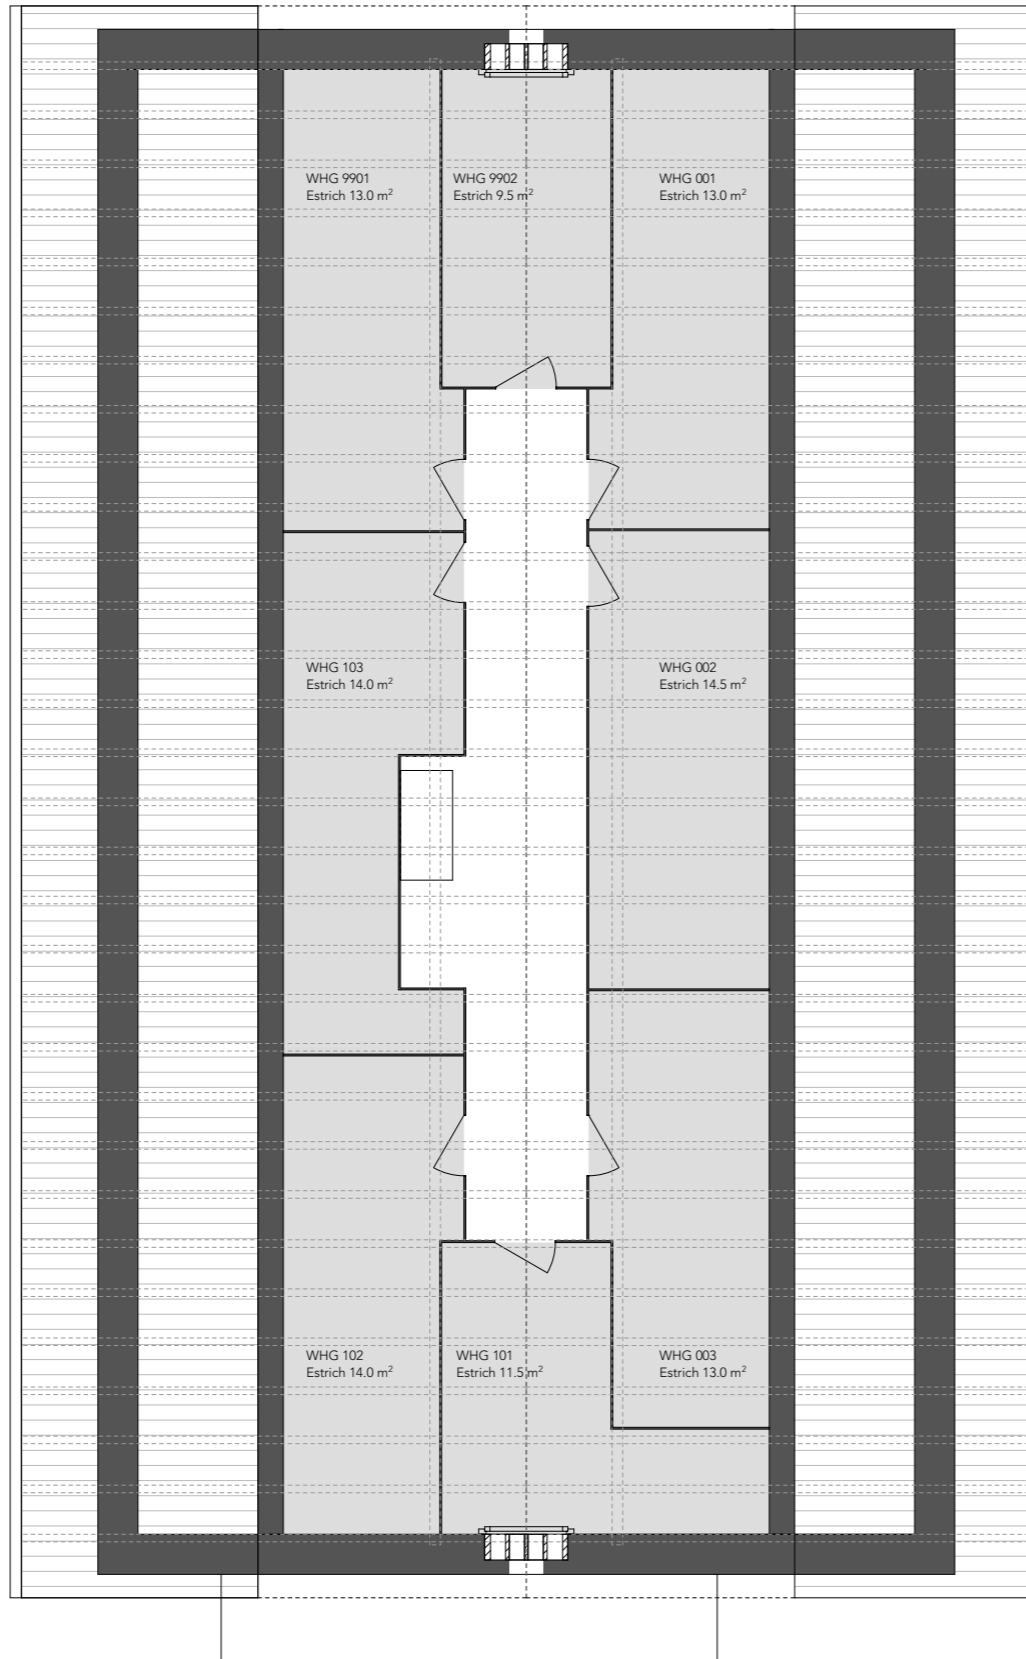 WHG 9901
Estrich 13.0 m²
WHG 9902
Estrich 9.5 m²
WHG 001
Estrich 13.0 m²
WHG 103
Estrich 14.0 m²
WHG 002
Estrich 14.5 m²
WHG 102
Estrich 14.0 m²
WHG 101
Estrich 11.5 m²
WHG 003
Estrich 13.0 m²